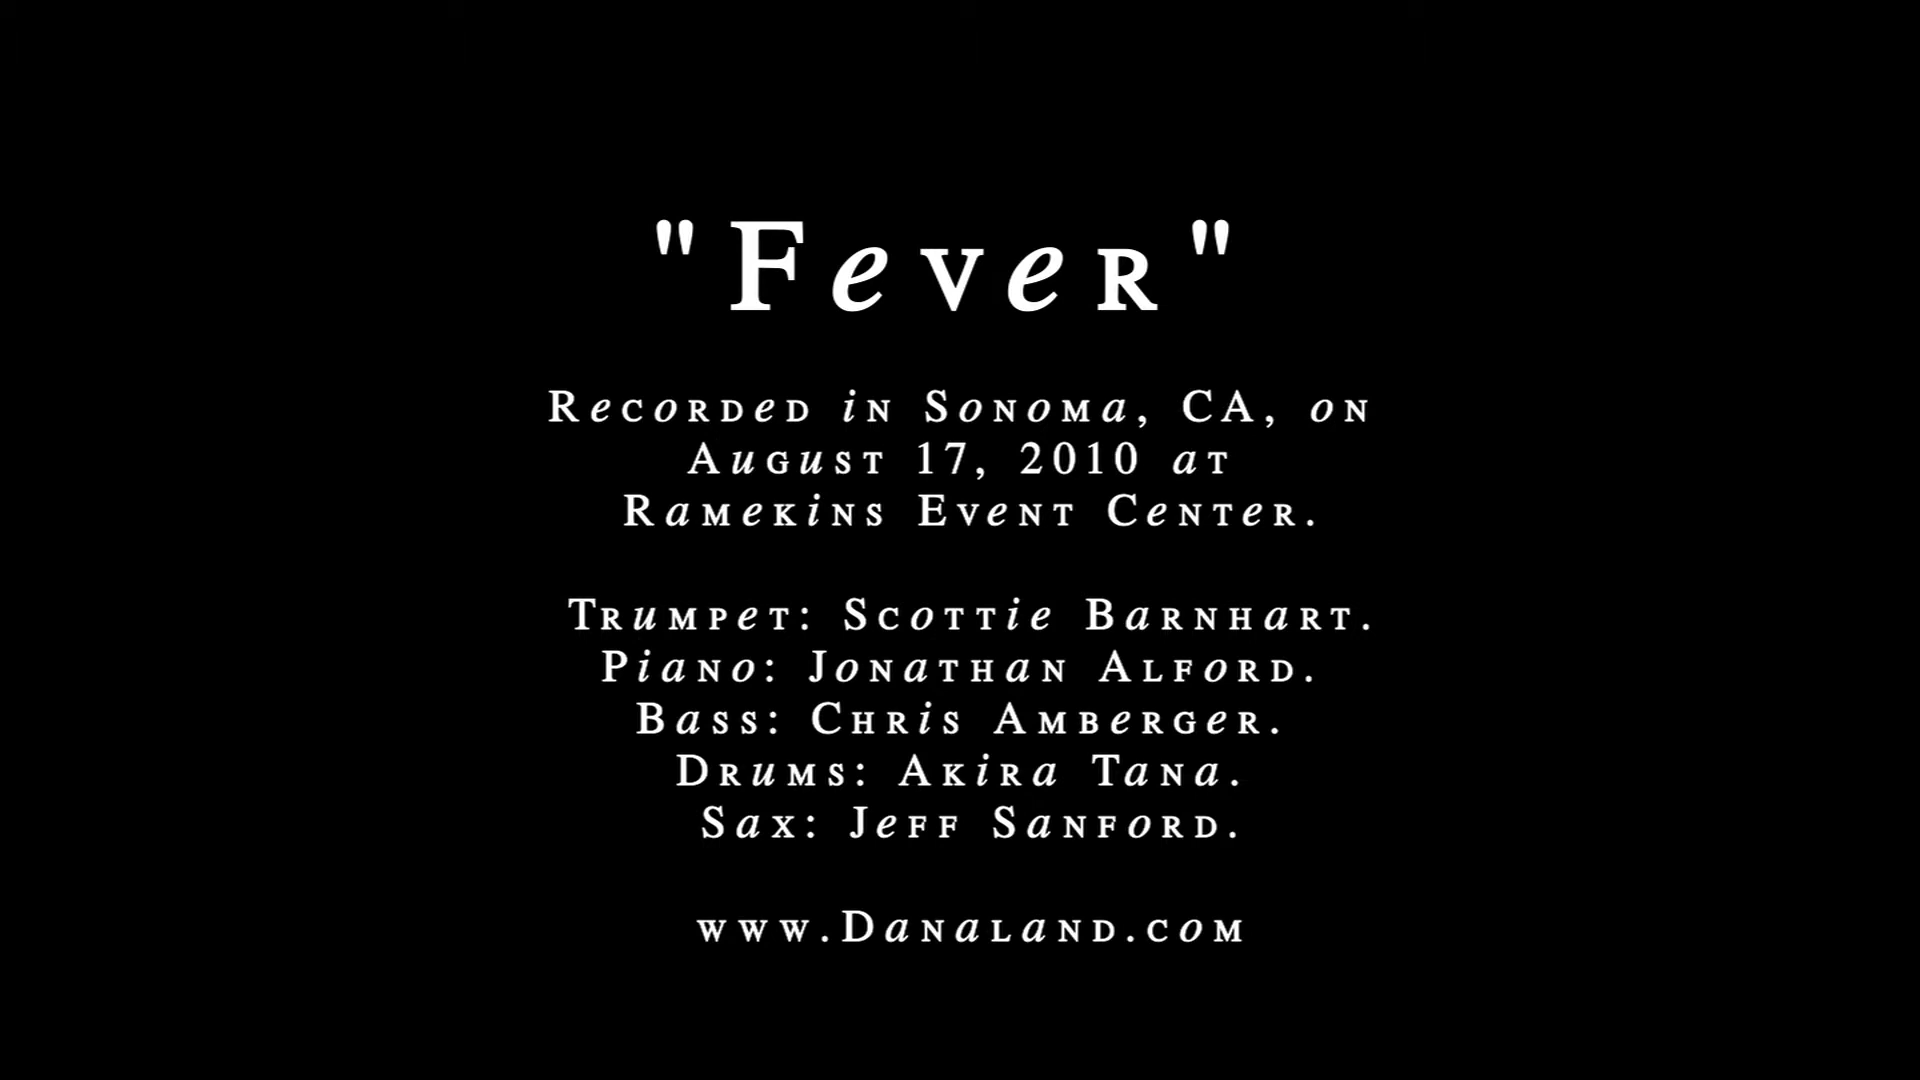 "Fever"
Recorded in Sonoma, CA, on
August 17, 2010 at
Ramekins Event Center.
Trumpet: Scottie Barnhart.
Piano: Jonathan Alford.
Bass: Chris Amberger.
Drums: Akira Tana.
Sax: Jeff Sanford.
www.Danaland.com